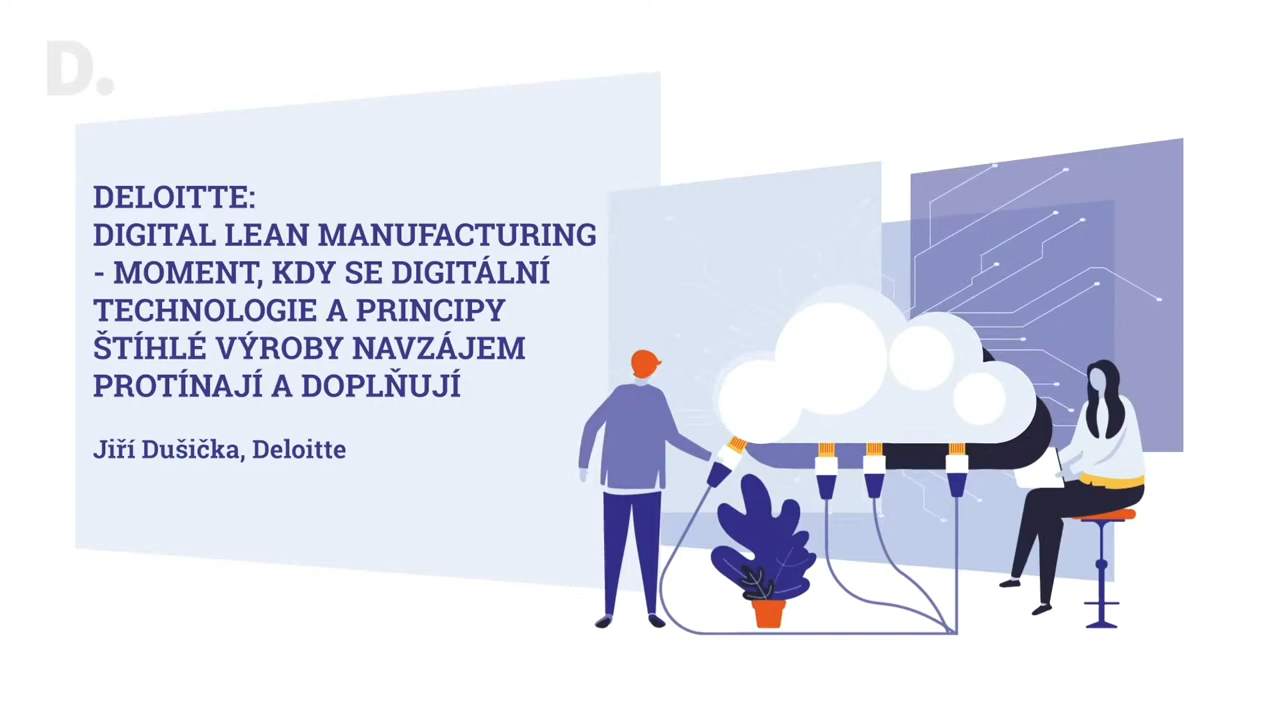 D.
DELOITTE:
DIGITAL LEAN MANUFACTURING
- MOMENT, KDY SE DIGITÁLNÍ
TECHNOLOGIE A PRINCIPY
ŠTÍHLÉ VÝROBY NAVZÁJEM
PROTÍNAJÍ A DOPLŇUJÍ
Jiří Dušička, Deloitte